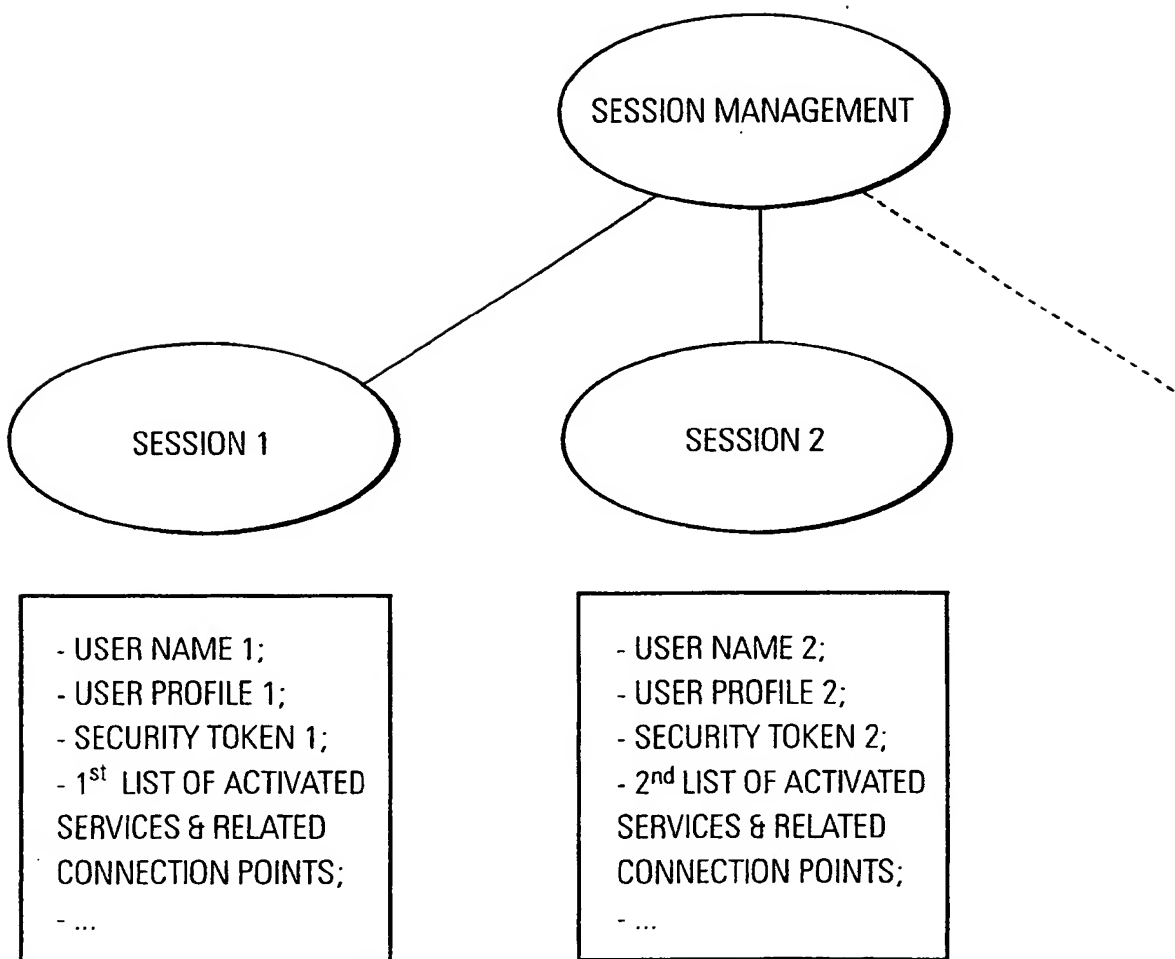 SESSION MANAGEMENT
SESSION 1
SESSION 2
- USER NAME 1;
- USER PROFILE 1;
- SECURITY TOKEN 1;
- 1st LIST OF ACTIVATED
SERVICES & RELATED
CONNECTION POINTS;
- ...
- USER NAME 2;
- USER PROFILE 2;
- SECURITY TOKEN 2;
- 2nd LIST OF ACTIVATED
SERVICES & RELATED
CONNECTION POINTS;
- ...